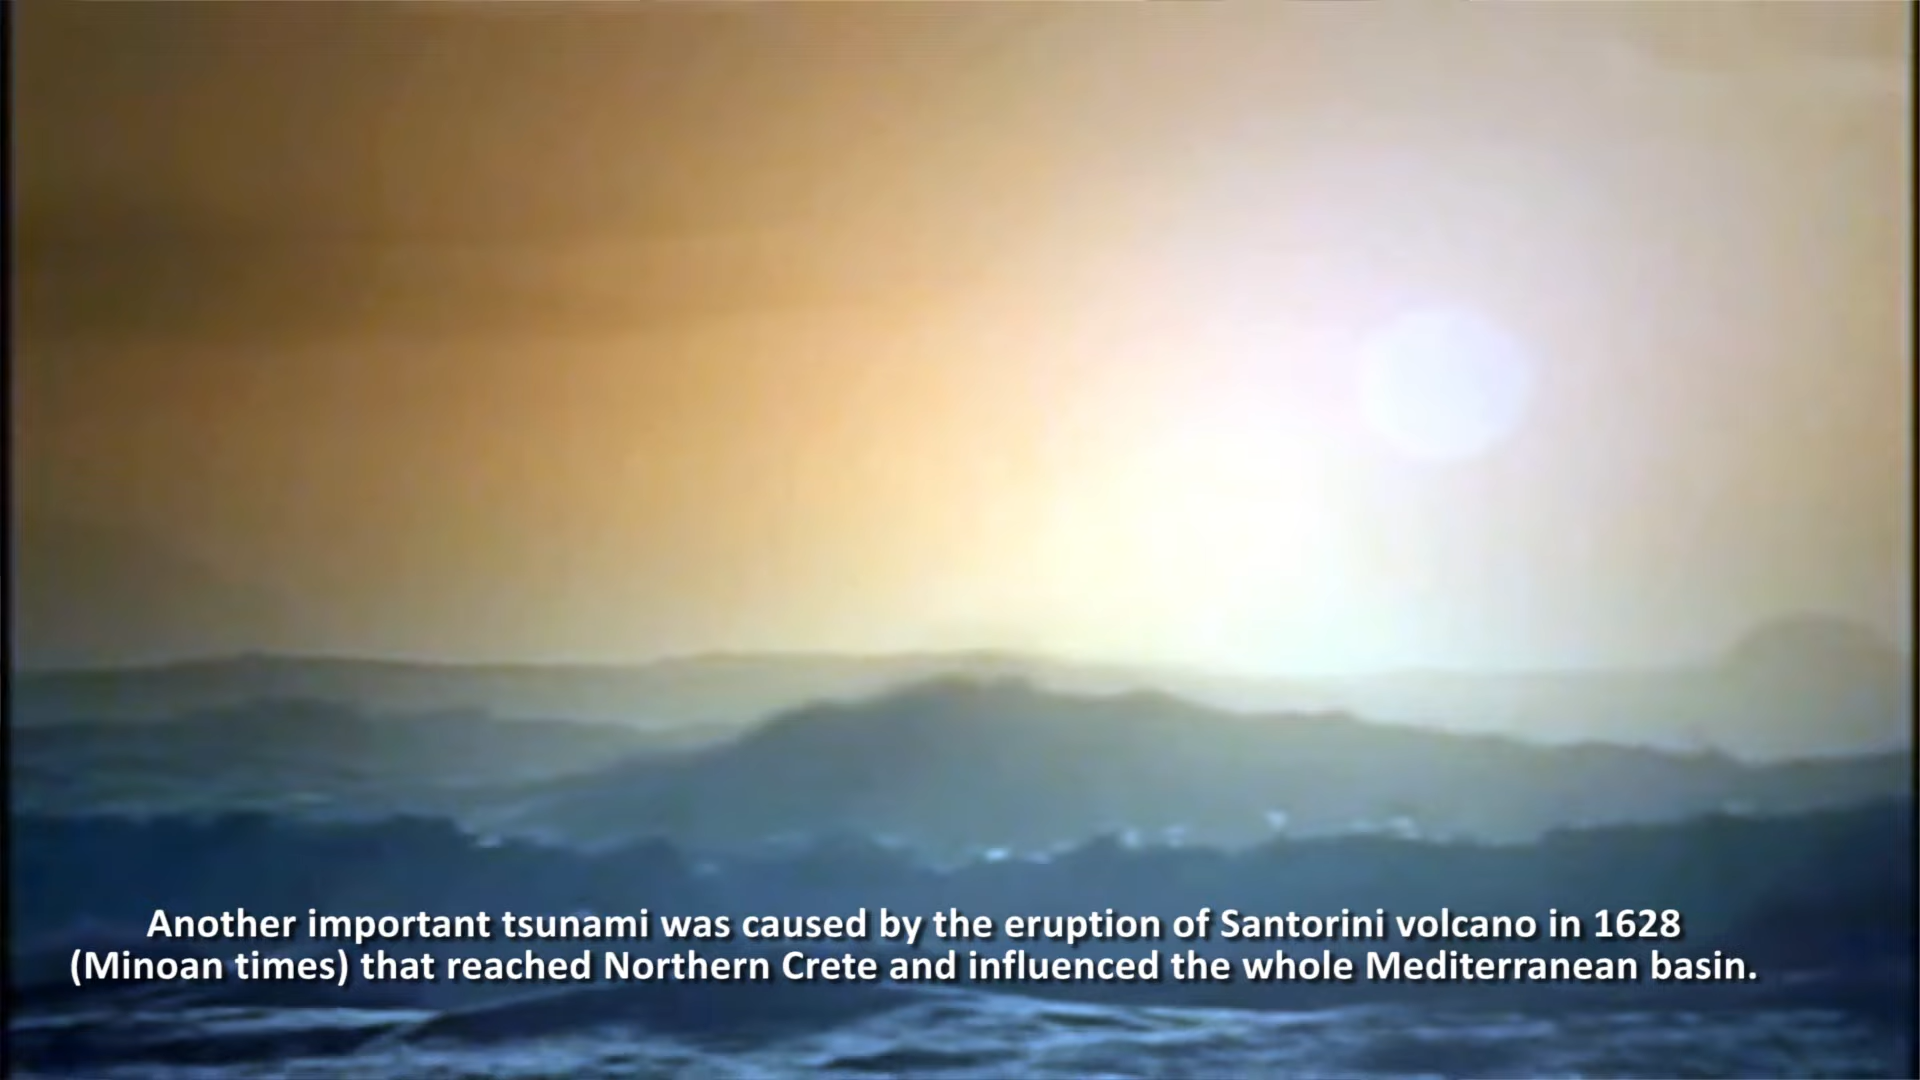 Another important tsunami was caused by the eruption of Santorini volcano in 1628
(Minoan times) that reached Northern Crete and influenced the whole Mediterranean basin.